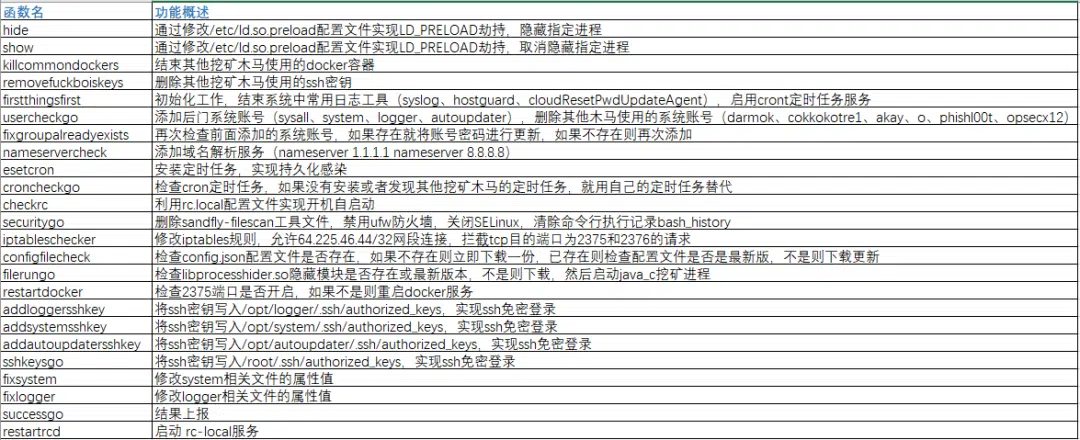 函数名 功能概述
hide 通过修改/etc/ld.so.preload配置文件实现LD_PRELOAD劫持，隐藏指定进程
show 通过修改/etc/ld.so.preload配置文件实现LD_PRELOAD劫持，取消隐藏指定进程
killcommondockers 结束其他挖矿木马使用的docker容器
removefuckboiskeys 删除其他挖矿木马使用的ssh密钥
firstthingsfirst 初始化工作，结束系统中常用日志工具（syslog、hostguard、cloudResetPwdUpdateAgent），启用cront定时任务服务
usercheckgo 添加后门系统账号（sysall、system、logger、autoupdater），删除其他木马使用的系统账号（darmok、cokkokotre1、akay、o、phishl00t、opsecx12）
fixgroupalreadyexists 再次检查前面添加的系统账号，如果存在就将账号密码进行更新，如果不存在则再次添加
nameservercheck 添加域名解析服务（nameserver 1.1.1.1 nameserver 8.8.8.8）
esetcron 安装定时任务，实现持久化感染
croncheckgo 检查cron定时任务，如果没有安装或者发现其他挖矿木马的定时任务，就用自己的定时任务替代
checkrc 利用rc.local配置文件实现开机自启动
securitygo 删除sandfly-filescan工具文件，禁用ufw防火墙，关闭SELinux，清除命令行执行记录bash_history
iptableschecker 修改iptables规则，允许64.225.46.44/32网段连接，拦截tcp目的端口为2375和2376的请求
configfilecheck 检查config.json配置文件是否存在，如果不存在则立即下载一份，已存在则检查配置文件是否是最新版，不是则下载更新
filerungo 检查libprocesshider.so隐藏模块是否存在或最新版本，不是则下载，然后启动java_c挖矿进程
restartdocker 检查2375端口是否开启，如果不是则重启docker服务
addloggersshkey 将ssh密钥写入/opt/logger/.ssh/authorized_keys，实现ssh免密登录
addsystemsshkey 将ssh密钥写入/opt/system/.ssh/authorized_keys，实现ssh免密登录
addautoupdatersshkey 将ssh密钥写入/opt/autoupdater/.ssh/authorized_keys，实现ssh免密登录
sshkeysgo 将ssh密钥写入/root/.ssh/authorized_keys，实现ssh免密登录
fixsystem 修改system相关文件的属性值
fixlogger 修改logger相关文件的属性值
successgo 结果上报
restartrcd 启动 rc-local服务